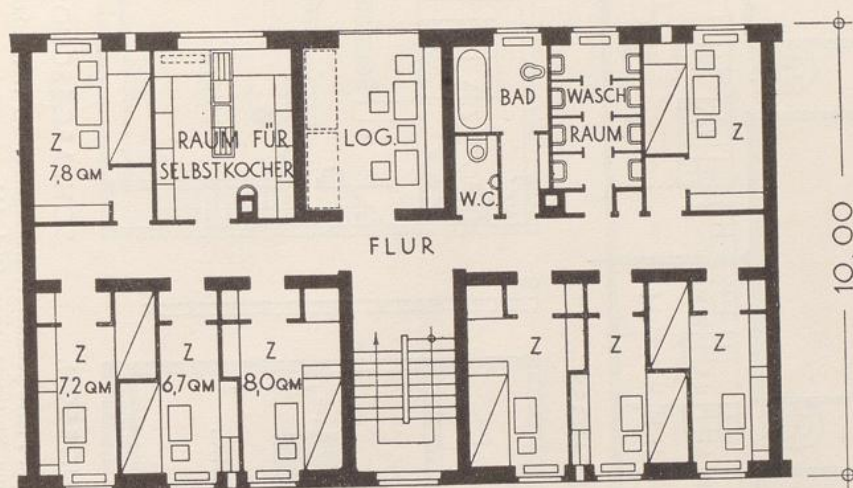 Z
7,8 QM
RAUM FÜR
SELBSTKOCHER
LOG.
BAD
W.C.
WASCH
RAUM
Z
FLUR
Z
7,2 QM
Z
6,7 QM
Z
8,0 QM
Z
Z
Z
10,00